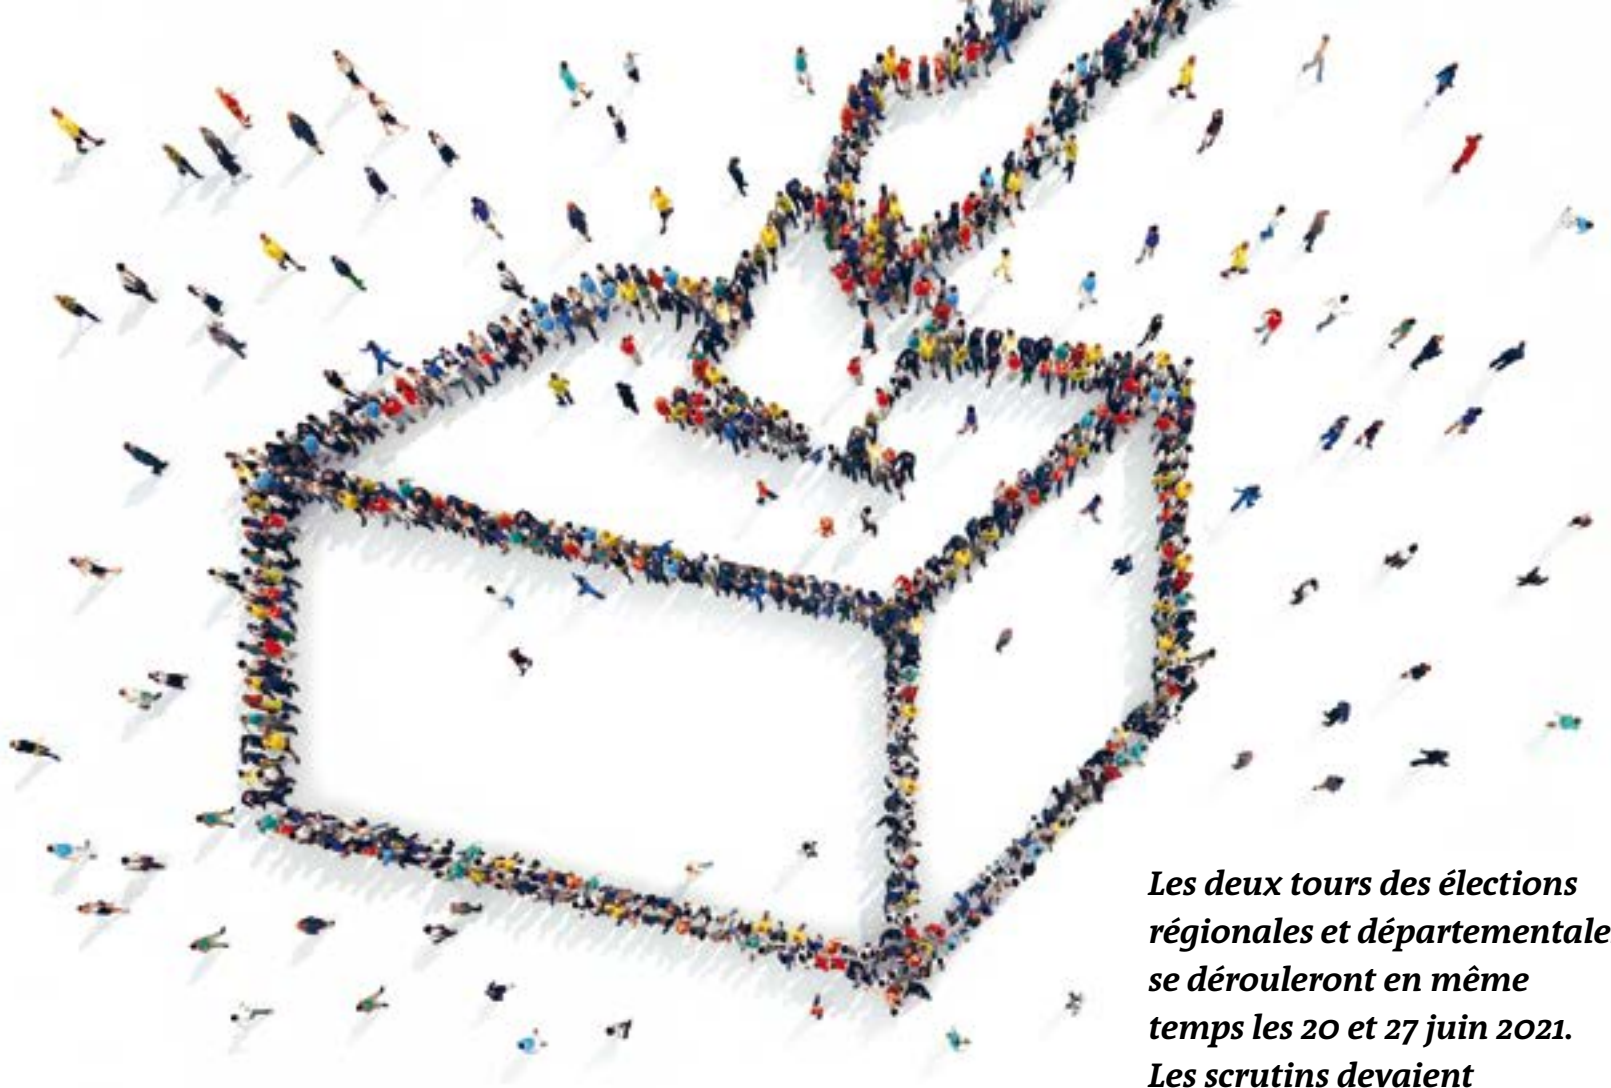 Les deux tours des élections
régionales et départementale
se dérouleront en même
temps les 20 et 27 juin 2021.
Les scrutins devaient